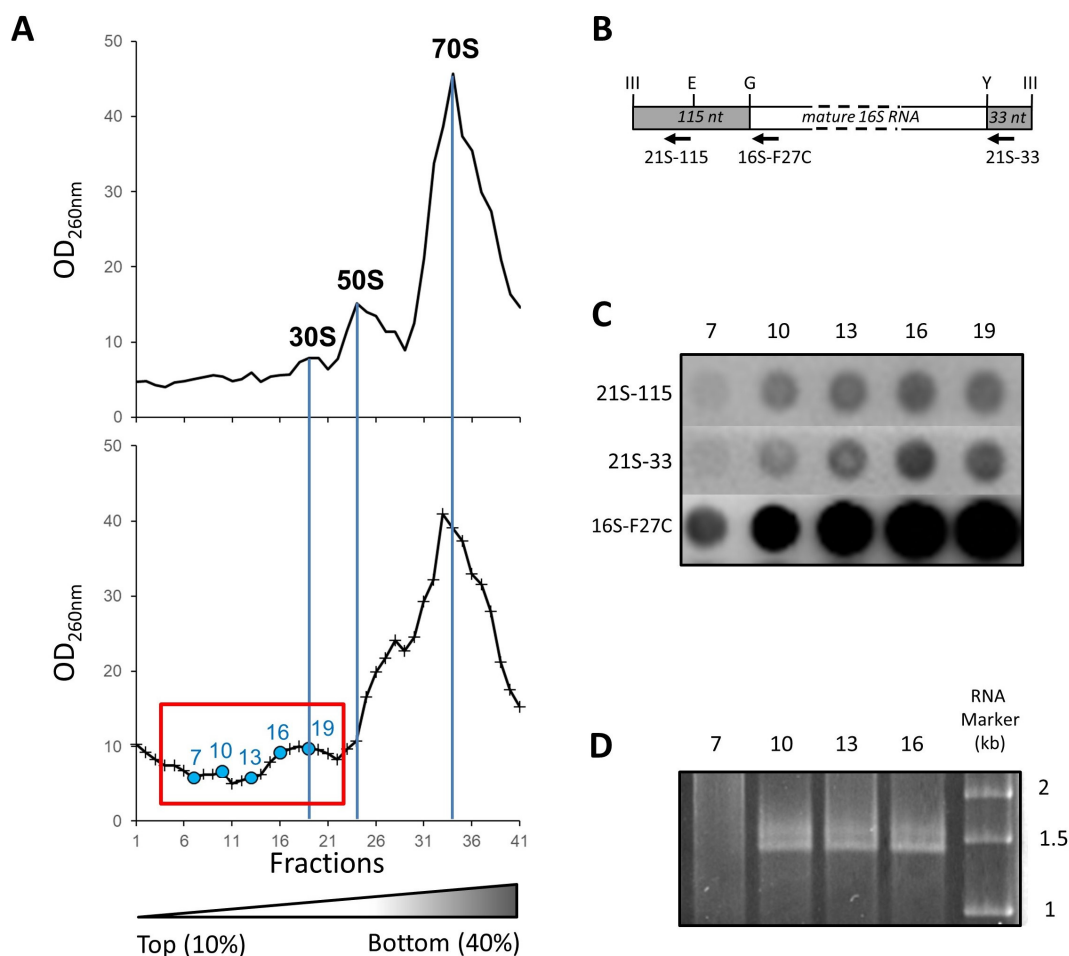 A
50
40
30
20
10
0
OD260nm
30S
50S
70S
50
40
30
20
10
0
OD260nm
7
10
13
16
19
1 6 11 16 21 26 31 36 41
Fractions
Top (10%) Bottom (40%)
B
III E G Y III
115 nt mature 16S RNA 33 nt
21S-115 16S-F27C 21S-33
C
7 10 13 16 19
21S-115
21S-33
16S-F27C
D
7 10 13 16
RNA
Marker
(kb)
2
1.5
1